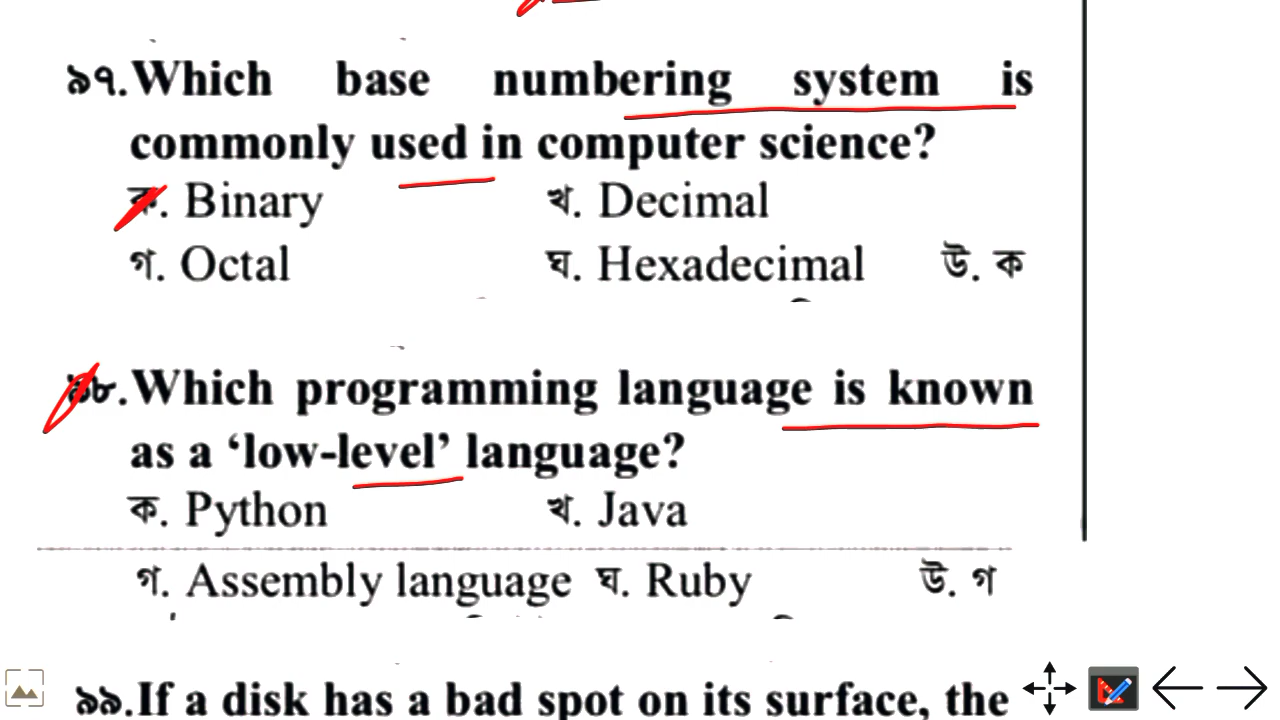 ৯৭.Which base numbering system is
commonly used in computer science?
ক. Binary খ. Decimal
গ. Octal ঘ. Hexadecimal উ. ক
৯৮.Which programming language is known
as a ‘low-level’ language?
ক. Python খ. Java
গ. Assembly language ঘ. Ruby উ. গ
৯৯.If a disk has a bad spot on its surface, the